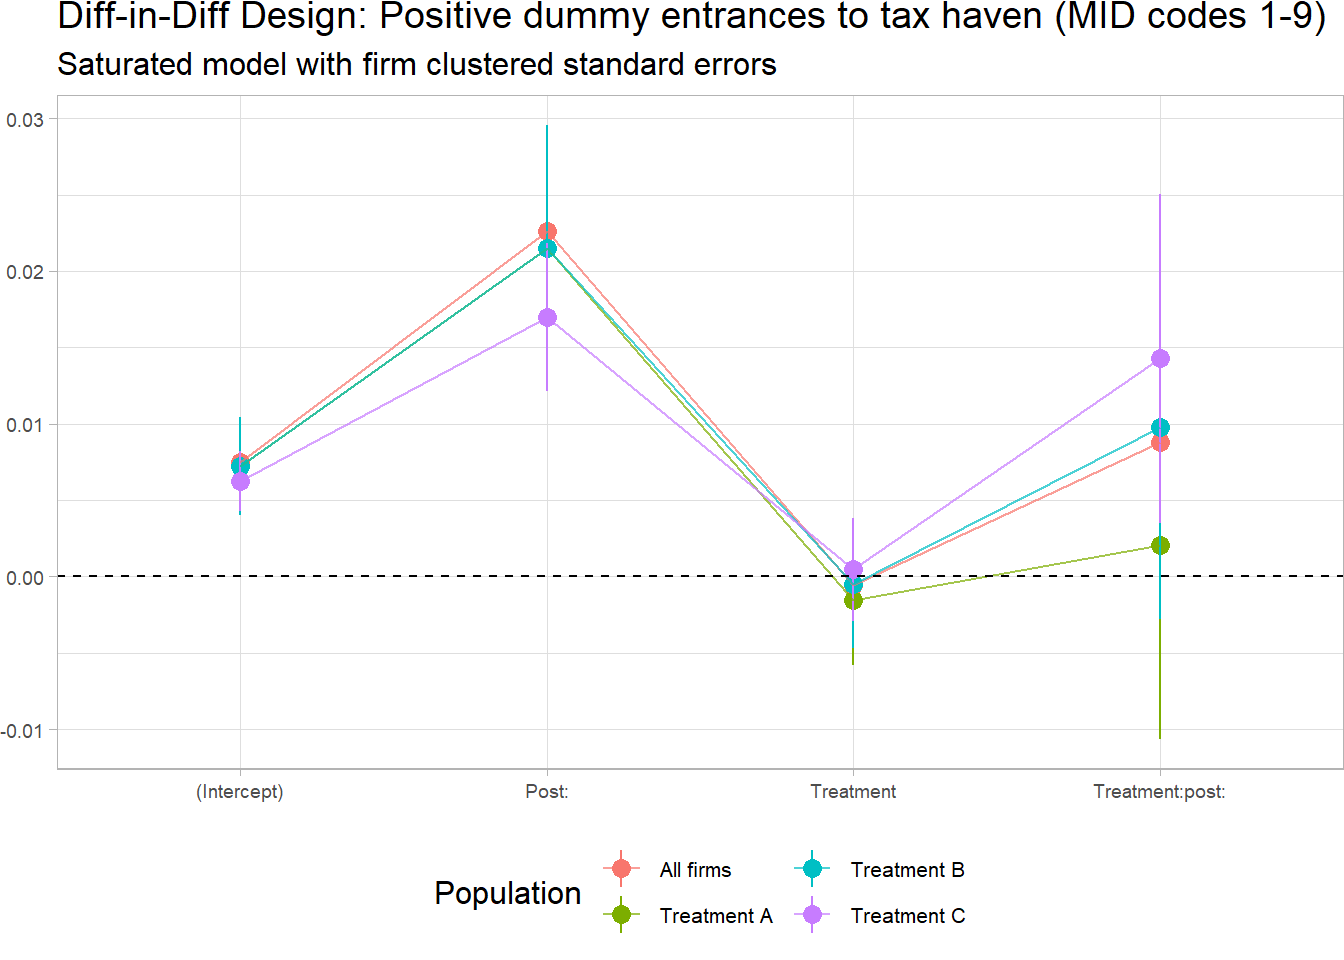 Diff-in-Diff Design: Positive dummy entrances to tax haven (MID codes 1-9)
Saturated model with firm clustered standard errors
0.03
0.02
0.01
0.00
-0.01
(Intercept) Post: Treatment Treatment:post:
Population
All firms Treatment B
Treatment A Treatment C